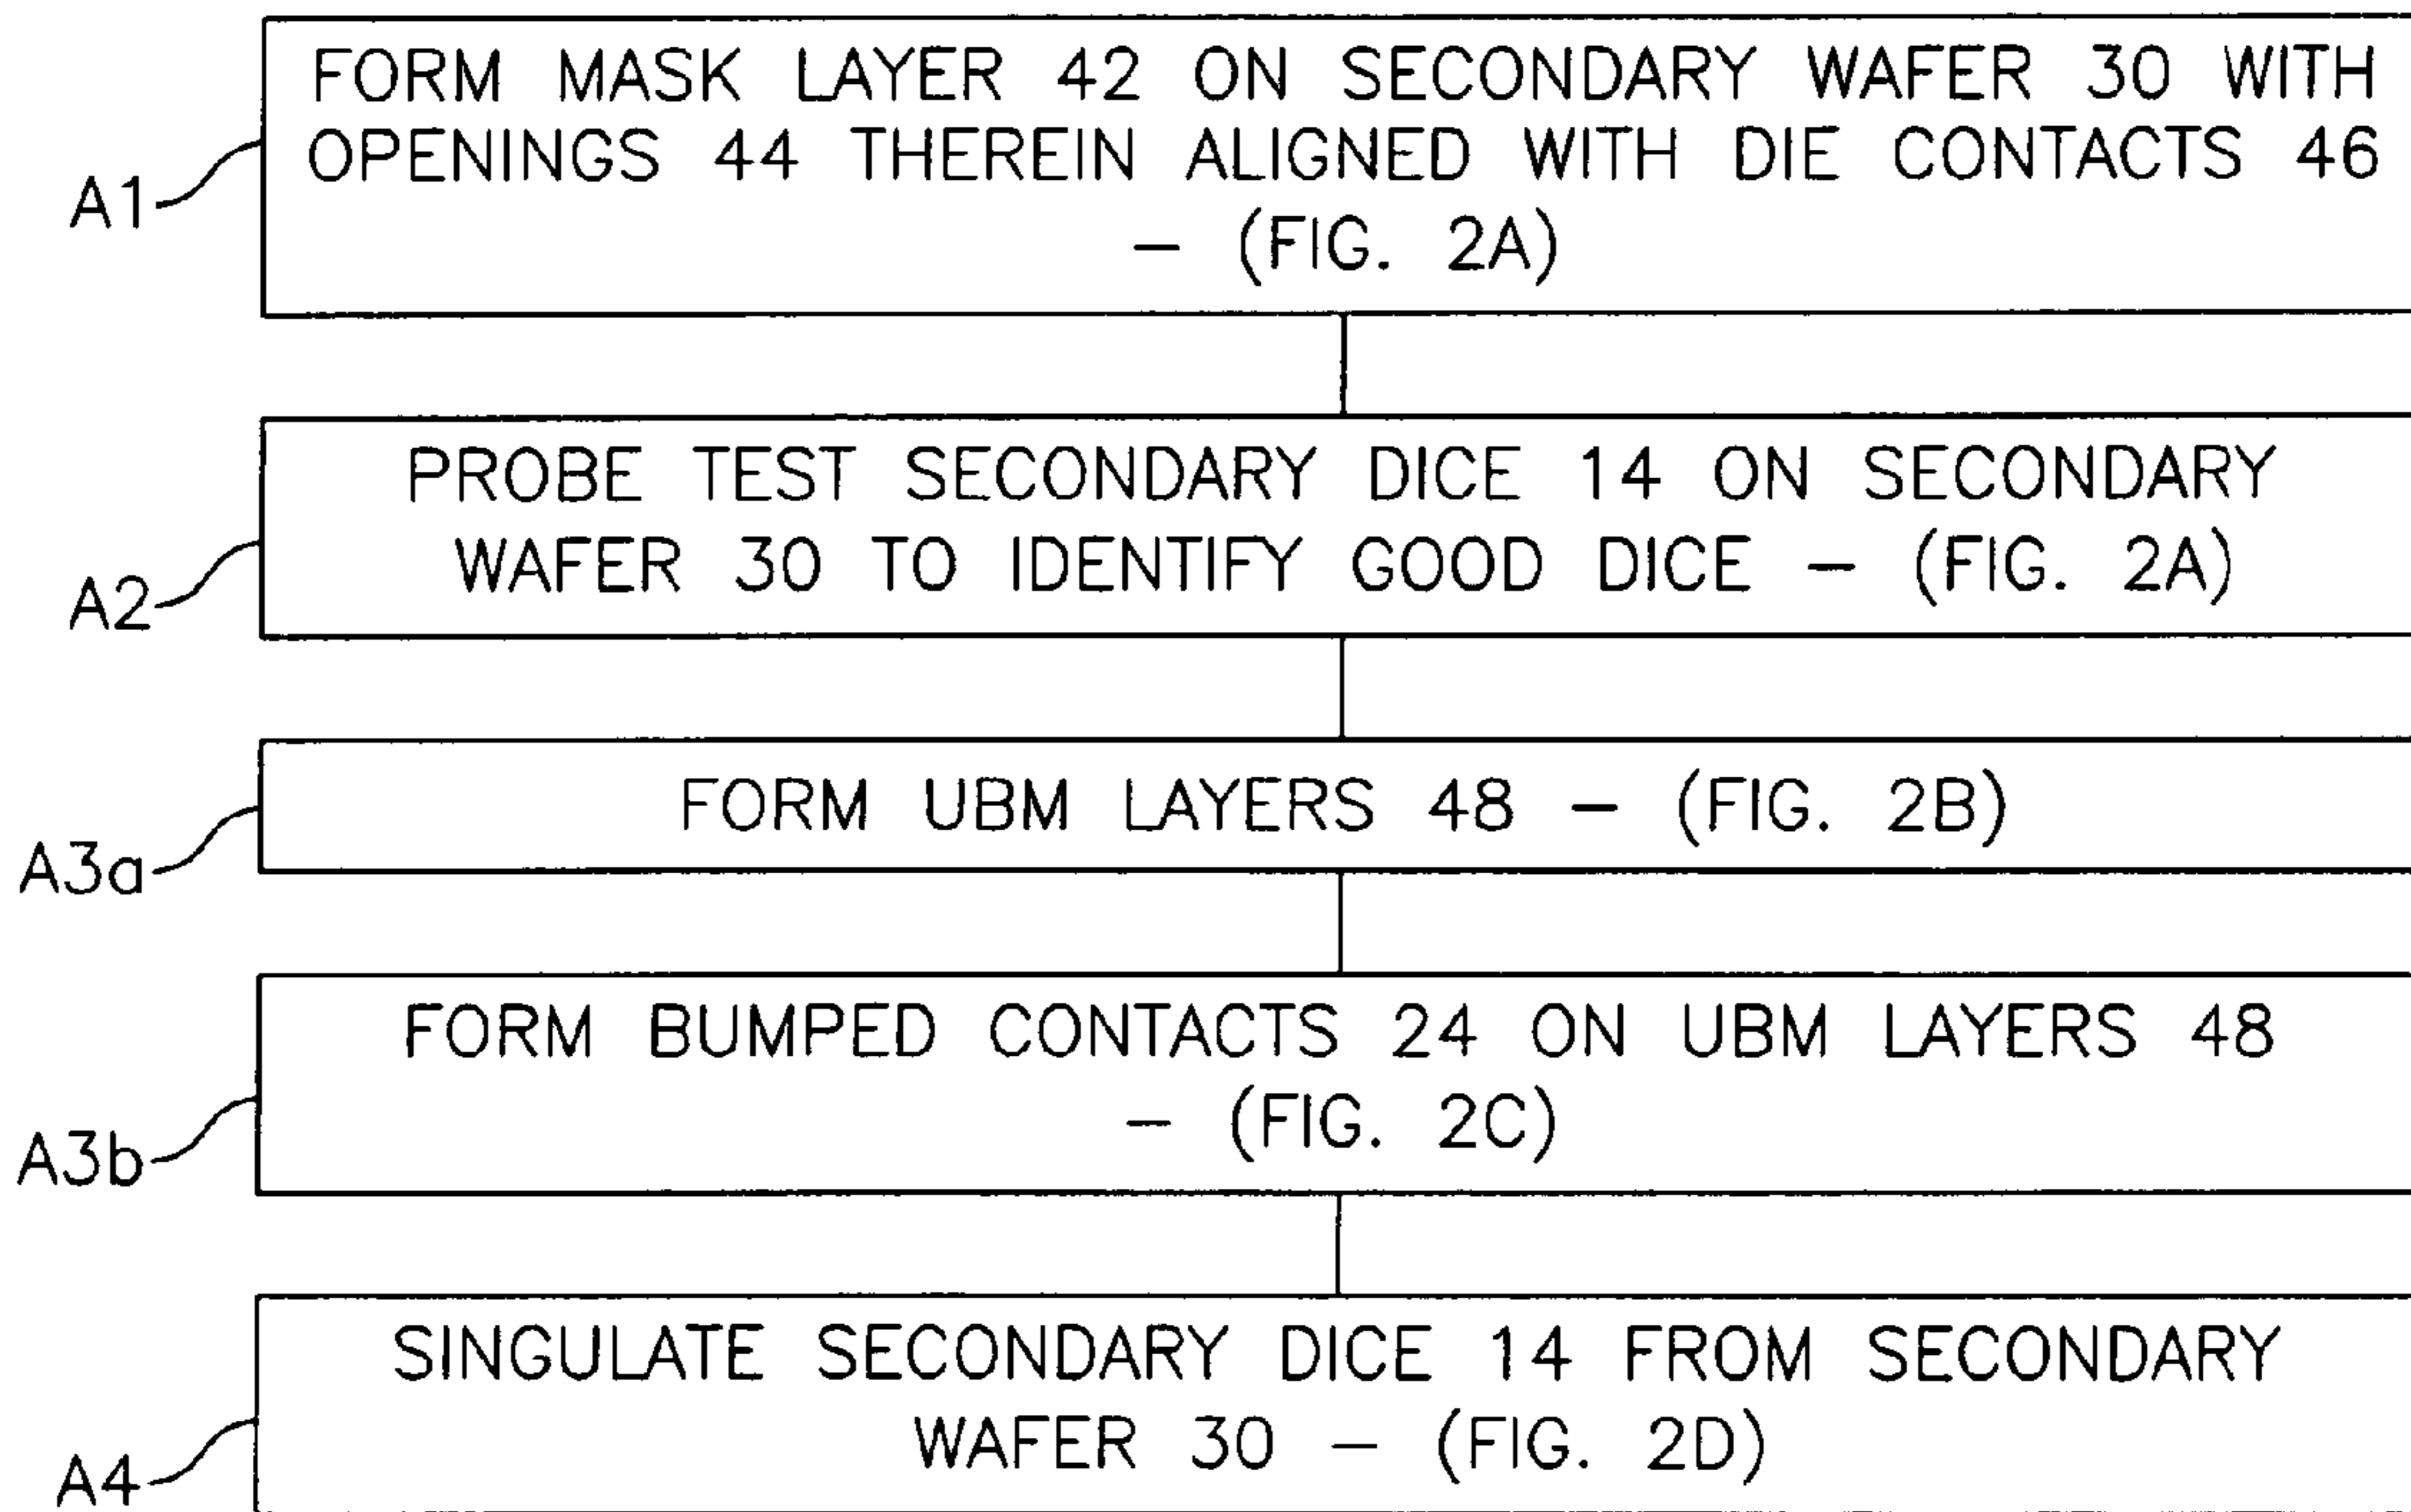 FORM MASK LAYER 42 ON SECONDARY WAFER 30 WITH
OPENINGS 44 THEREIN ALIGNED WITH DIE CONTACTS 46
— (FIG. 2A)
A1
PROBE TEST SECONDARY DICE 14 ON SECONDARY
WAFER 30 TO IDENTIFY GOOD DICE — (FIG. 2A)
A2
FORM UBM LAYERS 48 — (FIG. 2B)
A3a
FORM BUMPED CONTACTS 24 ON UBM LAYERS 48
— (FIG. 2C)
A3b
SINGULATE SECONDARY DICE 14 FROM SECONDARY
WAFER 30 — (FIG. 2D)
A4